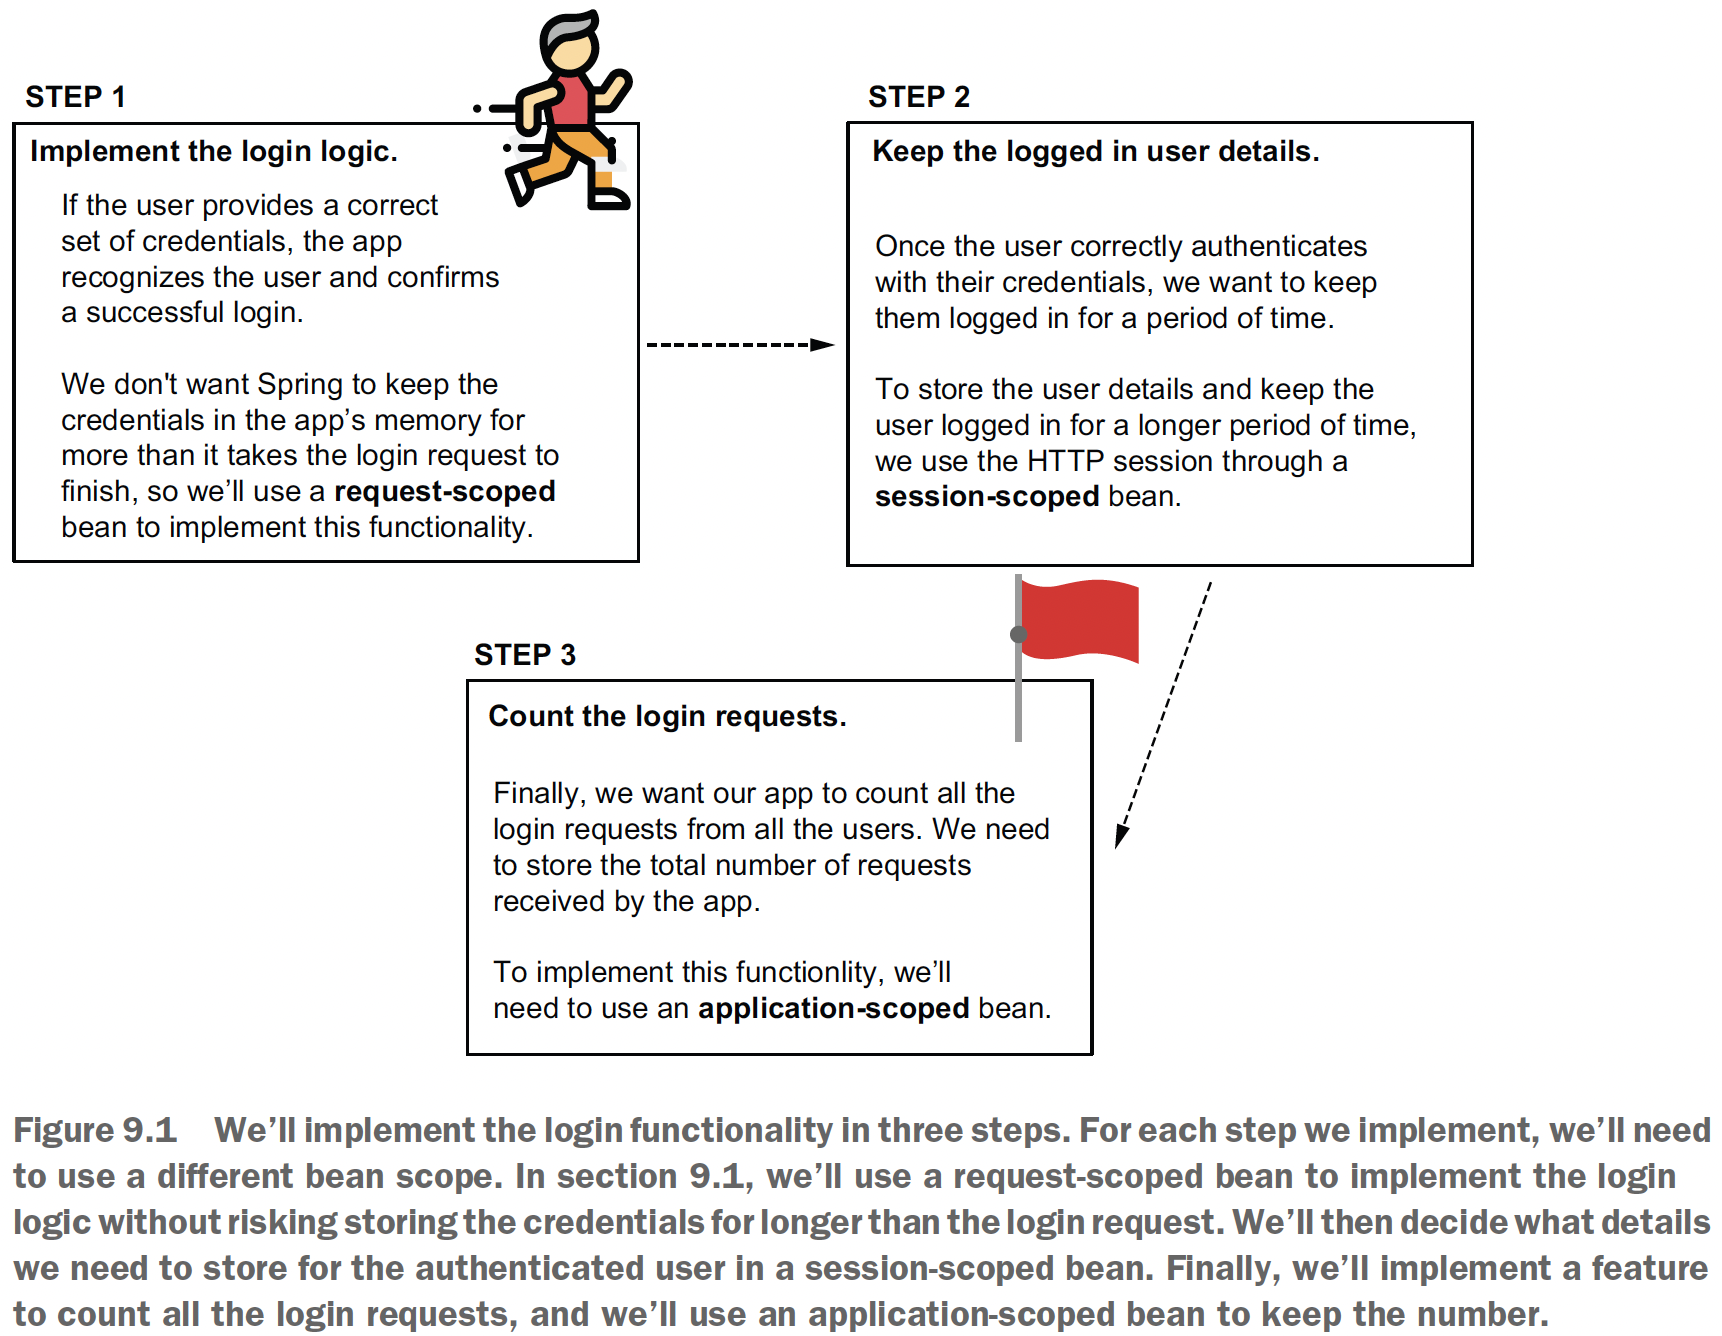 STEP 1
Implement the login logic.
If the user provides a correct
set of credentials, the app
recognizes the user and confirms
a successful login.
We don't want Spring to keep the
credentials in the app’s memory for
more than it takes the login request to
finish, so we’ll use a request-scoped
bean to implement this functionality.
STEP 2
Keep the logged in user details.
Once the user correctly authenticates
with their credentials, we want to keep
them logged in for a period of time.
To store the user details and keep the
user logged in for a longer period of time,
we use the HTTP session through a
session-scoped bean.
STEP 3
Count the login requests.
Finally, we want our app to count all the
login requests from all the users. We need
to store the total number of requests
received by the app.
To implement this functionlity, we’ll
need to use an application-scoped bean.
Figure 9.1 We’ll implement the login functionality in three steps. For each step we implement, we’ll need
to use a different bean scope. In section 9.1, we’ll use a request-scoped bean to implement the login
logic without risking storing the credentials for longer than the login request. We’ll then decide what details
we need to store for the authenticated user in a session-scoped bean. Finally, we’ll implement a feature
to count all the login requests, and we’ll use an application-scoped bean to keep the number.